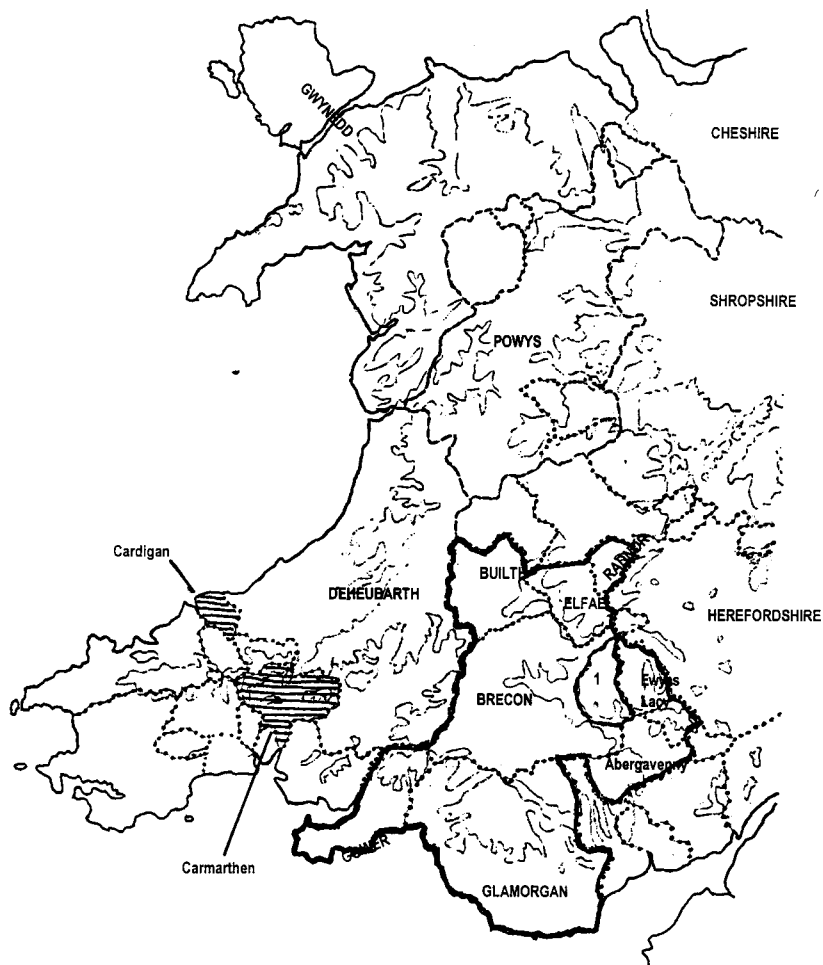 GWYNEDD
CHESHIRE
SHROPSHIRE
POWYS
Cardigan
DEHEUBARTH
BUILTH
RADNOR
ELFAEL
HEREFORDSHIRE
1
Ewyas
Lacy
BRECON
Abergavenny
Carmarthen
GOWER
GLAMORGAN